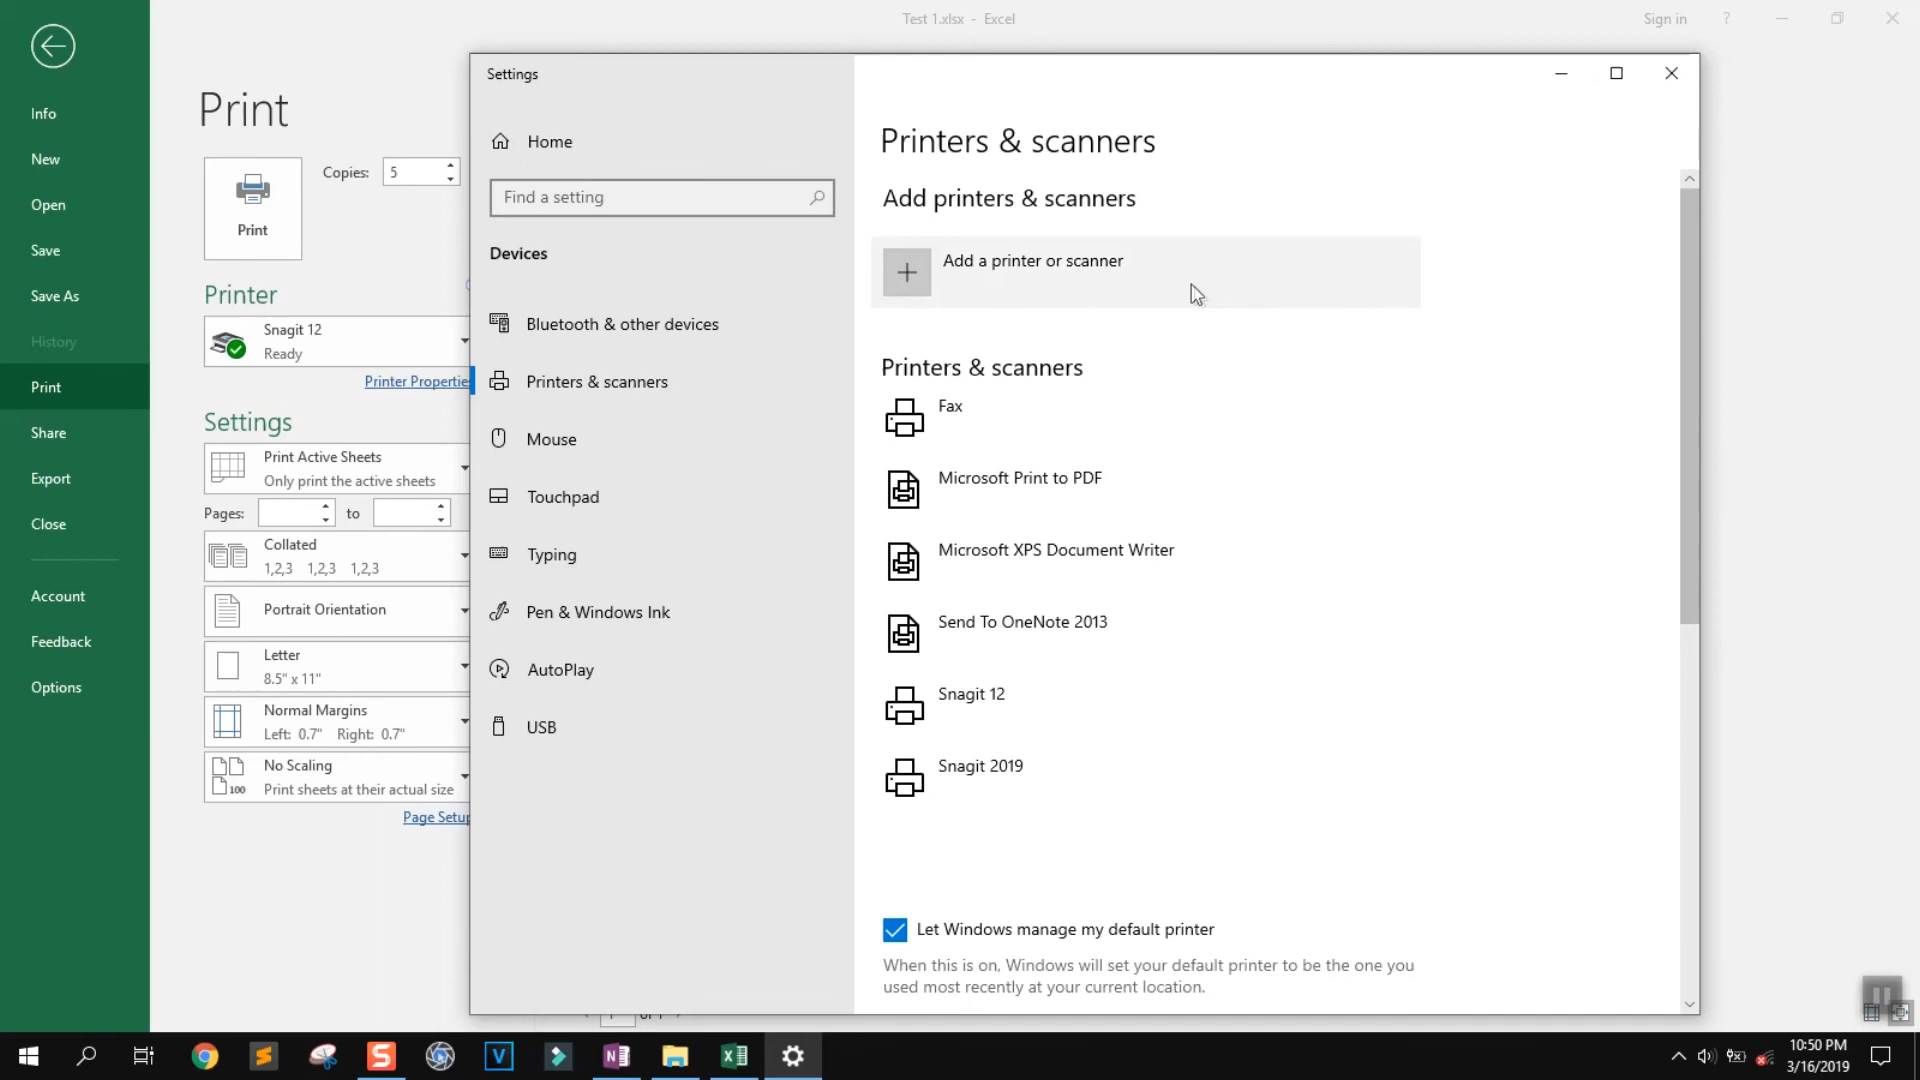 Test 1.xlsx - Excel
Sign in
?
Info
New
Open
Save
Save As
History
Print
Share
Export
Close
Account
Feedback
Options
Print
Print
Copies: 5
Printer
Snagit 12
Ready
Printer Propertie
Settings
Print Active Sheets
Only print the active sheets
Pages: to
Collated
1,2,3 1,2,3 1,2,3
Portrait Orientation
Letter
8.5" x 11"
Normal Margins
Left: 0.7" Right: 0.7"
No Scaling
100
Print sheets at their actual size
Page Setup
Settings
Home
Find a setting
Devices
Bluetooth & other devices
Printers & scanners
Mouse
Touchpad
Typing
Pen & Windows Ink
AutoPlay
USB
Printers & scanners
Add printers & scanners
Add a printer or scanner
Printers & scanners
Fax
Microsoft Print to PDF
Microsoft XPS Document Writer
Send To OneNote 2013
Snagit 12
Snagit 2019
Let Windows manage my default printer
When this is on, Windows will set your default printer to be the one you
used most recently at your current location.
10:50 PM
3/16/2019